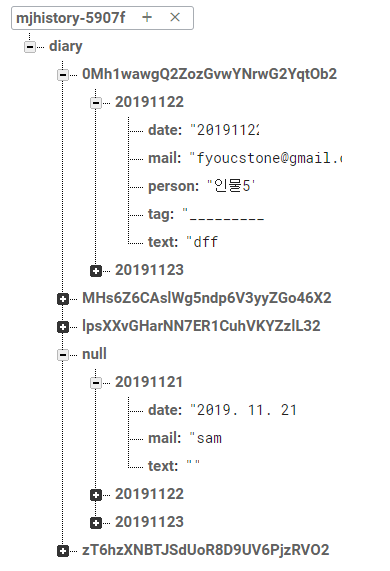 mjhistory-5907f + ×
diary
0Mh1wawgQ2ZozGvwYNrwG2YqtOb2
20191122
date: "20191122
mail: "fyoucstone@gmail.c
person: "인물5'
tag: "_________
text: "dff
20191123
MHs6Z6CAslWg5ndp6V3yyZGo46X2
lpsXXvGHarNN7ER1CuhVKYZzlL32
null
20191121
date: "2019. 11. 21
mail: "sam
text: ""
20191122
20191123
zT6hzXNBTJSdUoR8D9UV6PjzRVO2